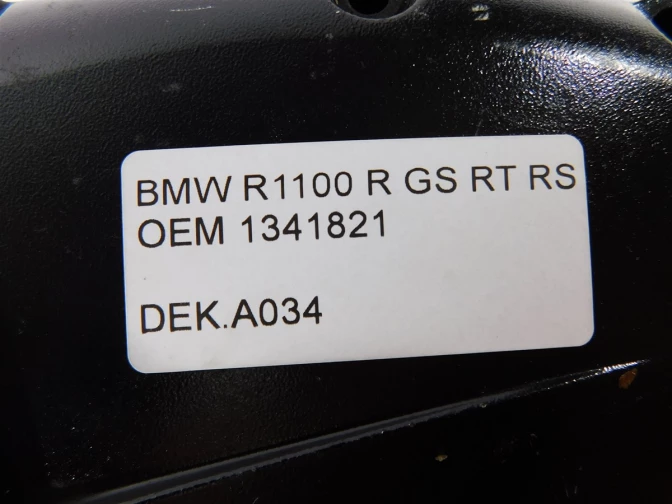 BMW R1100 R GS RT RS
OEM 1341821
DEK.A034